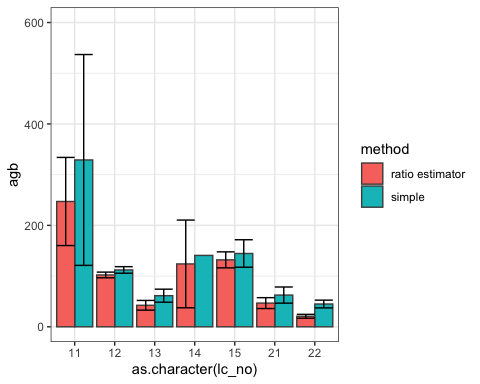 600
400
200
0
agb
11 12 13 14 15 21 22
as.character(lc_no)
method
ratio estimator
simple